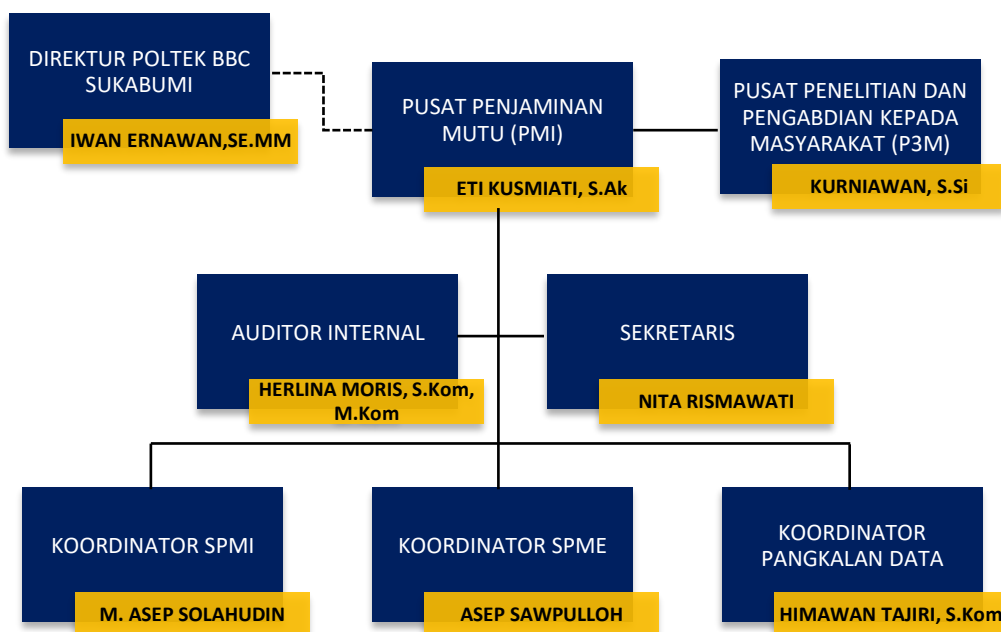 DIREKTUR POLTEK BBC
SUKABUMI
IWAN ERNAWAN,SE.MM
PUSAT PENJAMINAN
MUTU (PMI)
ETI KUSMIATI, S.Ak
PUSAT PENELITIAN DAN
PENGABDIAN KEPADA
MASYARAKAT (P3M)
KURNIAWAN, S.Si
AUDITOR INTERNAL
HERLINA MORIS, S.Kom,
M.Kom
SEKRETARIS
NITA RISMAWATI
KOORDINATOR SPMI
M. ASEP SOLAHUDIN
KOORDINATOR SPME
ASEP SAWPULLOH
KOORDINATOR
PANGKALAN DATA
HIMAWAN TAJIRI, S.Kom